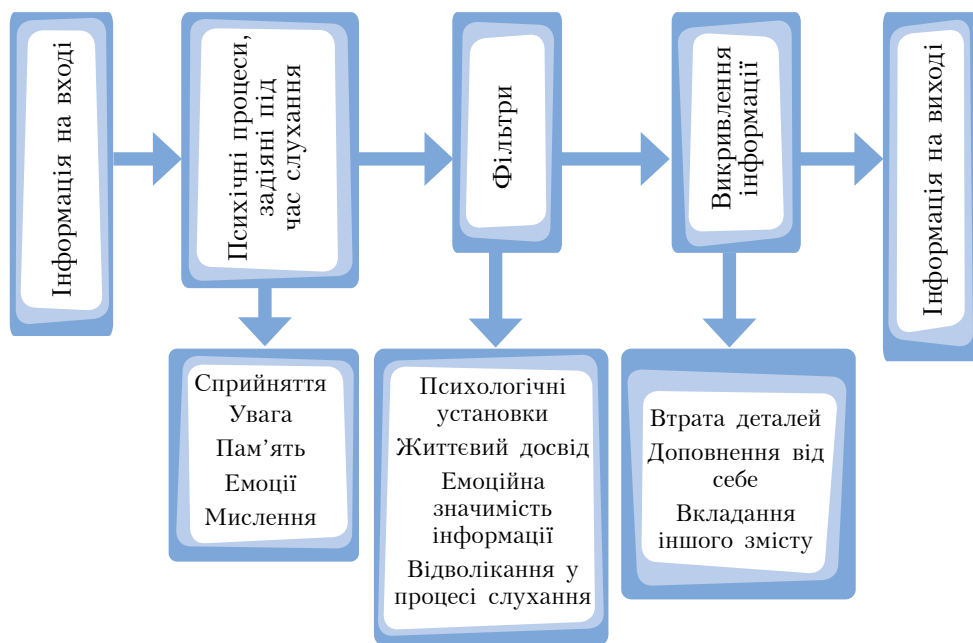 Інформація на вході
Психічні процеси,
задіяні під
час слухання
Фільтри
Викривлення
інформації
Інформація на виході
Сприйняття
Увага
Пам’ять
Емоції
Мислення
Психологічні
установки
Життєвий досвід
Емоційна
значимість
інформації
Відволікання у
процесі слухання
Втрата деталей
Доповнення від
себе
Вкладання
іншого змісту